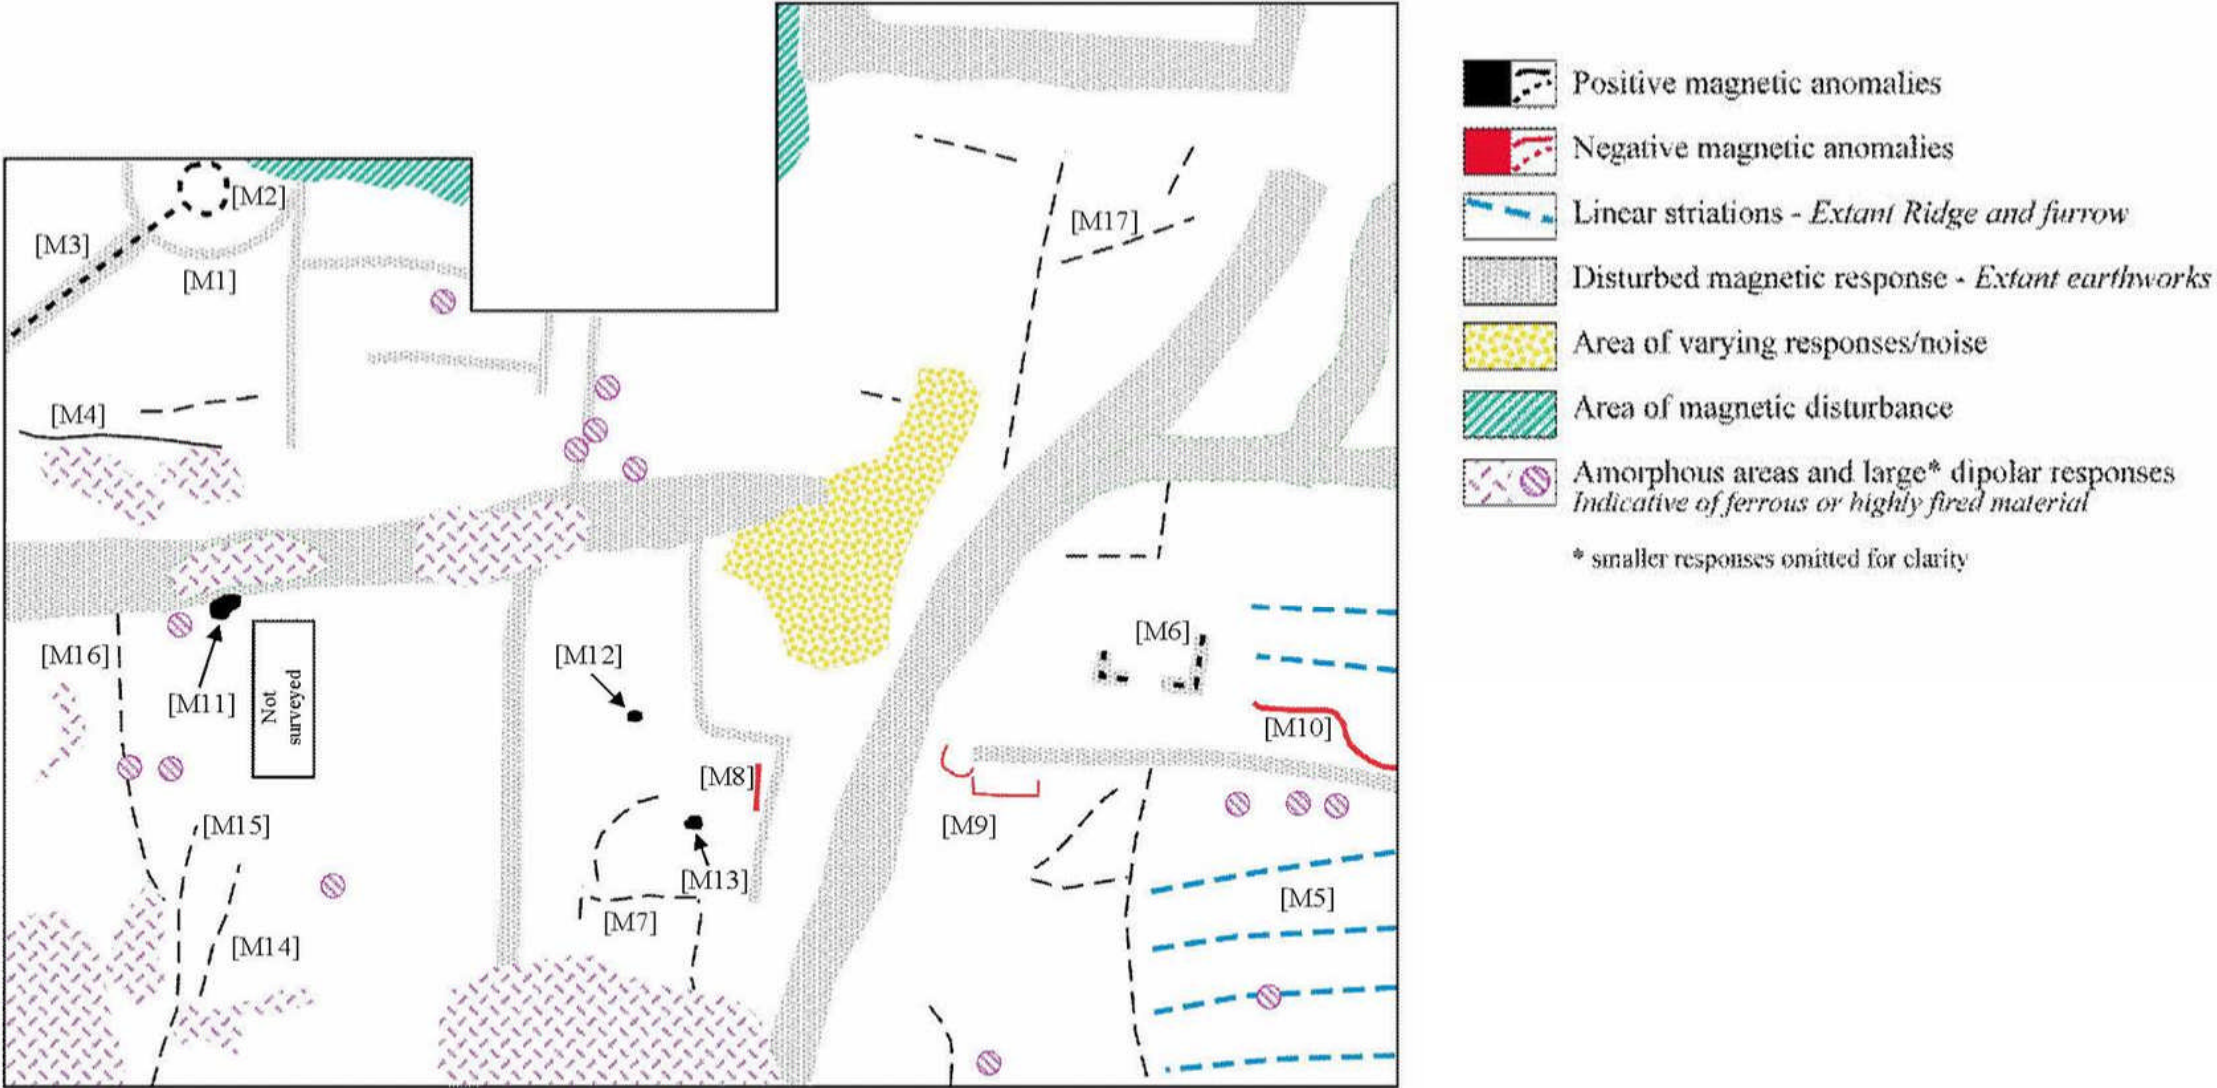 [M2]
[M3]
[M1]
[M17]
[M4]
[M6]
[M16]
[M12]
[M11]
Not
surveyed
[M10]
[M8]
[M15]
[M9]
[M13]
[M5]
[M7]
[M14]
Positive magnetic anomalies
Negative magnetic anomalies
Linear striations - Extant Ridge and furrow
Disturbed magnetic response - Extant earthworks
Area of varying responses/noise
Area of magnetic disturbance
Amorphous areas and large* dipolar responses
Indicative of ferrous or highly fired material
* smaller responses omitted for clarity